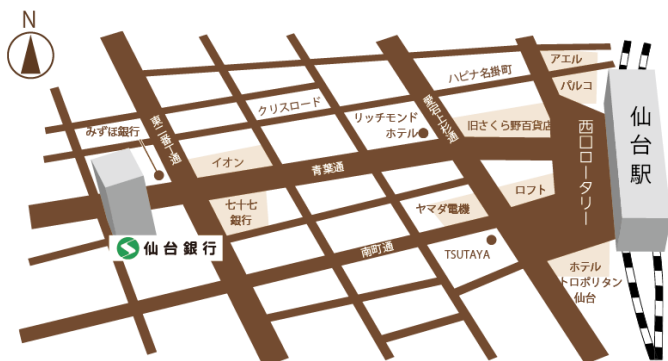 N
アエル
パルコ
ハピナ名掛町
仙台駅
クリスロード
リッチモンド
ホテル
愛宕上杉通
旧さくら野百貨店
西口ロータリー
みずほ銀行
東二番丁通
イオン
青葉通
七十七
銀行
ヤマダ電機
ロフト
仙台銀行
南町通
TSUTAYA
ホテル
トロポリタン
仙台